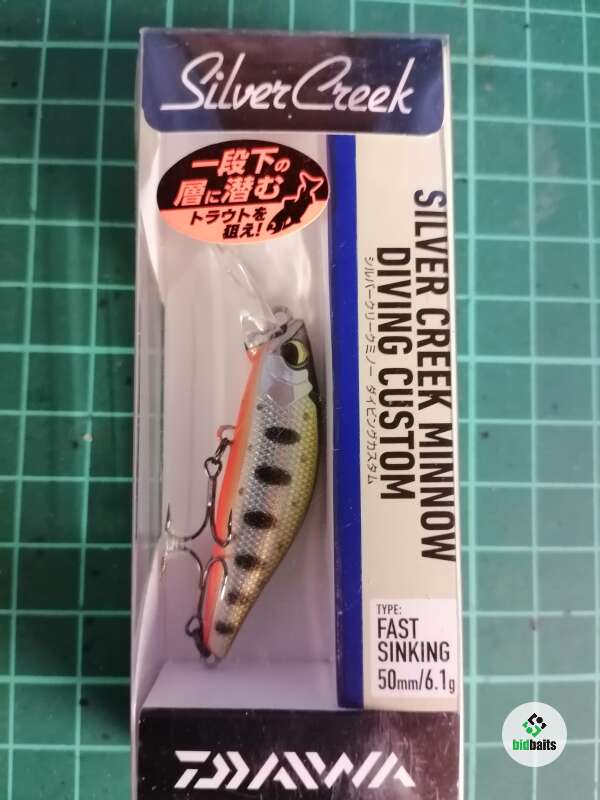 Silver Creek
一段下の
層に潜む
トラウトを
狙え!
SILVER CREEK MINNOW
DIVING CUSTOM
シルバークリークミノー ダイビングカスタム
TYPE:
FAST
SINKING
50mm/6.1g
DAIWA
bidbaits